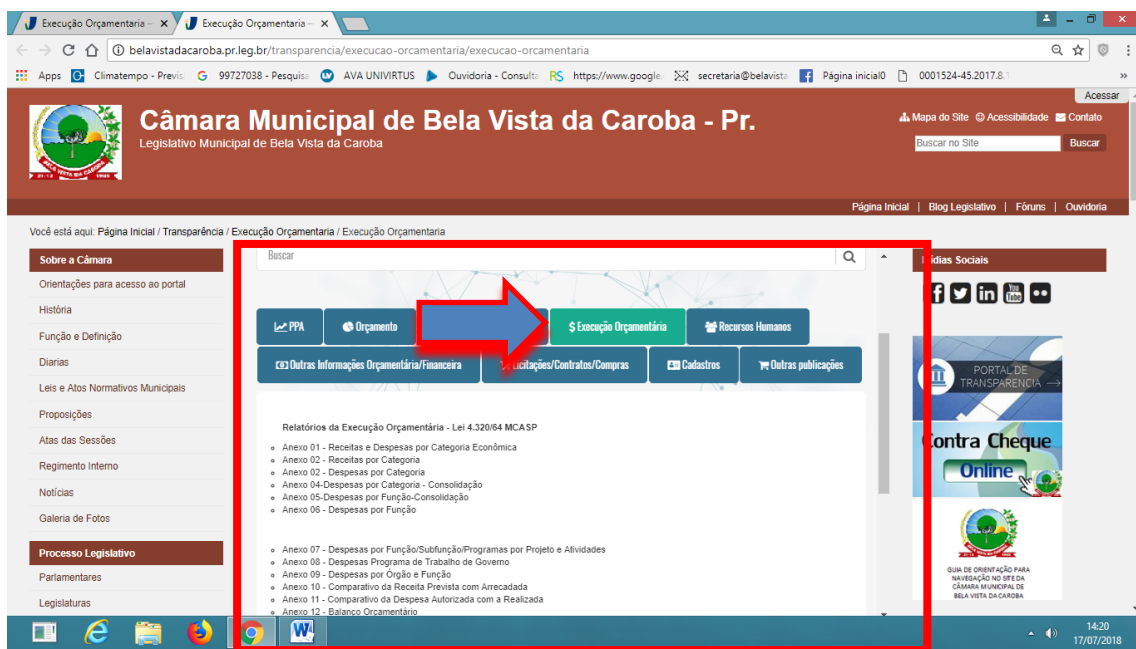 Execução Orçamentaria –
Execução Orçamentaria –
belavistadacaroba.pr.leg.br/transparencia/execucao-orcamentaria/execucao-orcamentaria
Apps
Climatempo - Previs
99727038 - Pesquisa
AVA UNIVIRTUS
Ouvidoria - Consulta
RS
https://www.google.
secretaria@belavista
Página inicial0
0001524-45.2017.8.1
»
Acessar
Câmara Municipal de Bela Vista da Caroba - Pr.
Legislativo Municipal de Bela Vista da Caroba
Mapa do Site
Acessibilidade
Contato
Buscar no Site
Buscar
Página Inicial | Blog Legislativo | Fóruns | Ouvidoria
Você está aqui: Página Inicial / Transparência / Execução Orçamentaria / Execução Orçamentaria
Sobre a Câmara
Orientações para acesso ao portal
História
Função e Definição
Diarias
Leis e Atos Normativos Municipais
Proposições
Atas das Sessões
Regimento Interno
Notícias
Galeria de Fotos
Processo Legislativo
Parlamentares
Legislaturas
Buscar
PPA
Orçamento
$ Execução Orçamentária
Recursos Humanos
Outras Informações Orçamentária/Financeira
Licitações/Contratos/Compras
Cadastros
Outras publicações
Relatórios da Execução Orçamentária - Lei 4.320/64 MCASP
Anexo 01 - Receitas e Despesas por Categoria Econômica
Anexo 02 - Receitas por Categoria
Anexo 02 - Despesas por Categoria
Anexo 04-Despesas por Categoria - Consolidação
Anexo 05-Despesas por Função-Consolidação
Anexo 06 - Despesas por Função
Anexo 07 - Despesas por Função/Subfunção/Programas por Projeto e Atividades
Anexo 08 - Despesas Programa de Trabalho de Governo
Anexo 09 - Despesas por Órgão e Função
Anexo 10 - Comparativo da Receita Prevista com Arrecadada
Anexo 11 - Comparativo da Despesa Autorizada com a Realizada
Anexo 12 - Balanço Orçamentário
Mídias Sociais
PORTAL DE
TRANSPARÊNCIA
Contra Cheque
Online
GUIA DE ORIENTAÇÃO PARA
NAVEGAÇÃO NO SITE DA
CÂMARA MUNICIPAL DE
BELA VISTA DA CAROBA
14:20
17/07/2018